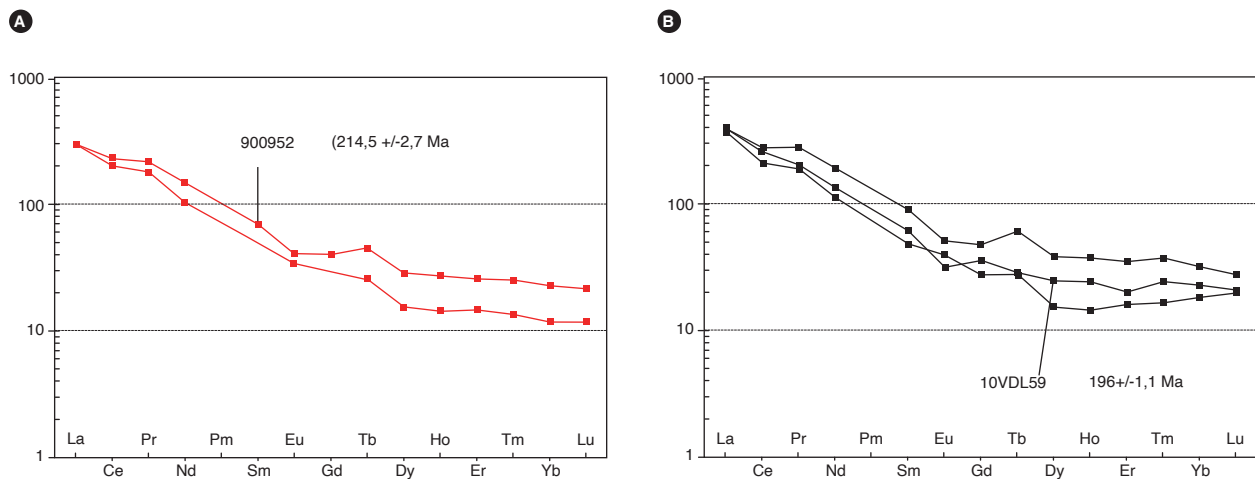 A
1000
100
10
1
900952 (214,5 +/-2,7 Ma
La Pr Pm Eu Tb Ho Tm Lu
Ce Nd Sm Gd Dy Er Yb
B
1000
100
10
1
10VDL59 196+/-1,1 Ma
La Pr Pm Eu Tb Ho Tm Lu
Ce Nd Sm Gd Dy Er Yb